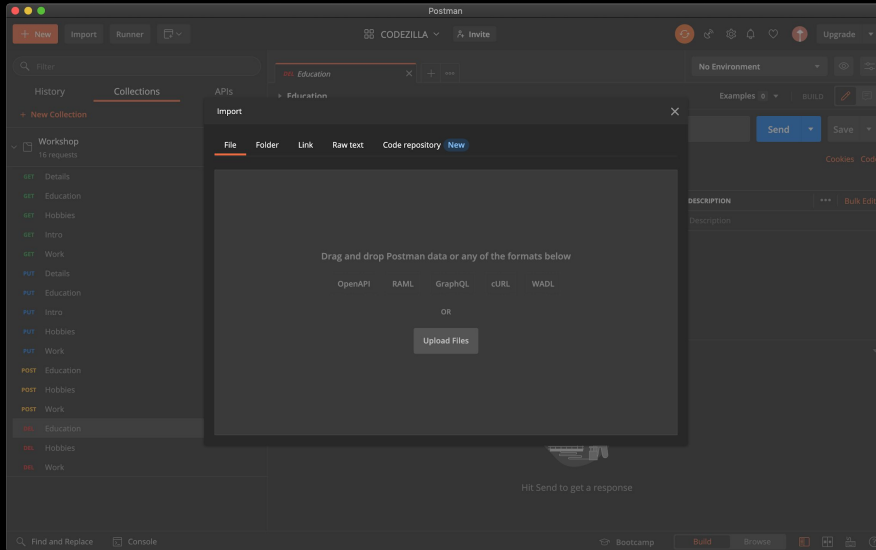 Postman
+ New Import Runner
CODEZILLA Invite
Upgrade
Filter
History Collections APIs
+ New Collection
Workshop
16 requests
GET Details
GET Education
GET Hobbies
GET Intro
GET Work
PUT Details
PUT Education
PUT Intro
PUT Hobbies
PUT Work
POST Education
POST Hobbies
POST Work
DEL Education
DEL Hobbies
DEL Work
DEL Education
Education
No Environment
Examples 0 BUILD
Send Save
Cookies Cod
DESCRIPTION Bulk Edit
Description
Import
File Folder Link Raw text Code repository New
Drag and drop Postman data or any of the formats below
OpenAPI RAML GraphQL cURL WADL
OR
Upload Files
Hit Send to get a response
Find and Replace Console
Bootcamp Build Browse